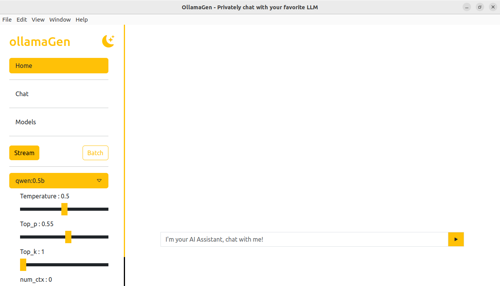 OllamaGen - Privately chat with your favorite LLM
File Edit View Window Help
ollamaGen
Home
Chat
Models
Stream Batch
qwen:0.5b
Temperature : 0.5
Top_p : 0.55
Top_k : 1
num_ctx : 0
I'm your AI Assistant, chat with me!